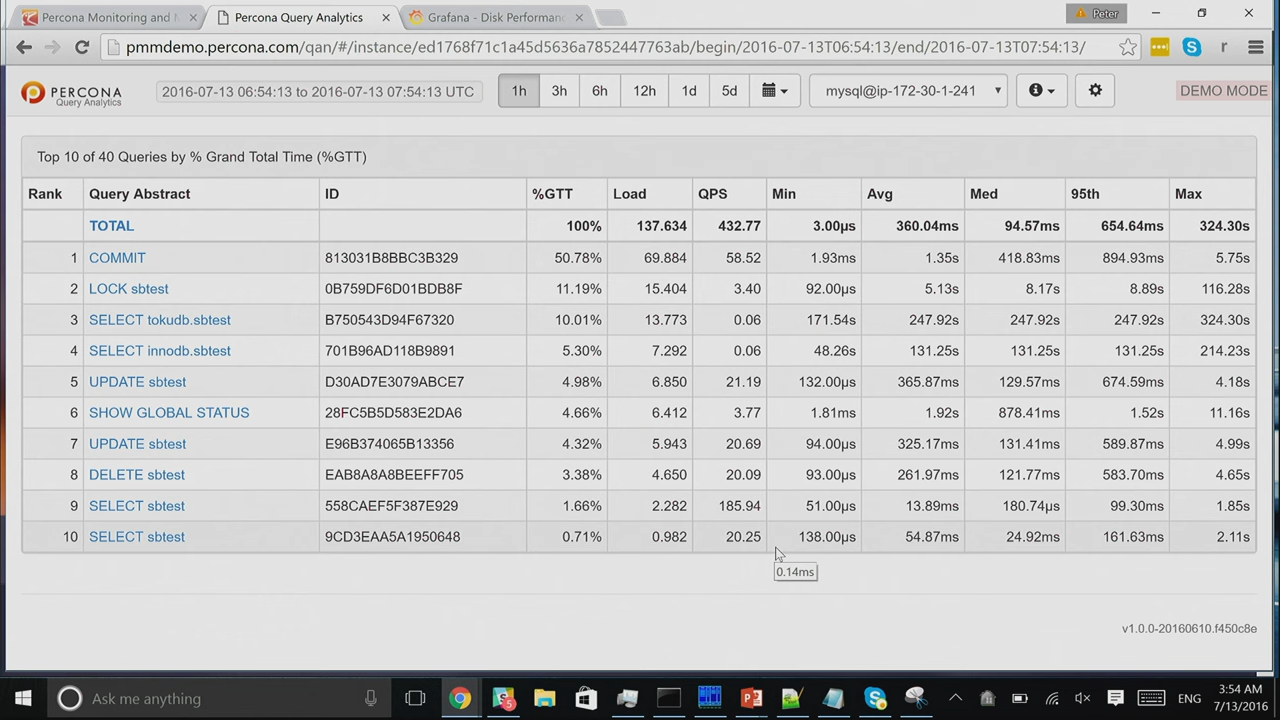 Percona Monitoring and M
Percona Query Analytics
Grafana - Disk Performan
Peter
pmmdemo.percona.com/qan/#/instance/ed1768f71c1a45d5636a7852447763ab/begin/2016-07-13T06:54:13/end/2016-07-13T07:54:13/
PERCONA
Query Analytics
2016-07-13 06:54:13 to 2016-07-13 07:54:13 UTC
1h 3h 6h 12h 1d 5d
mysql@ip-172-30-1-241
DEMO MODE
Top 10 of 40 Queries by % Grand Total Time (%GTT)
Rank Query Abstract ID %GTT Load QPS Min Avg Med 95th Max
TOTAL 100% 137.634 432.77 3.00µs 360.04ms 94.57ms 654.64ms 324.30s
1 COMMIT 813031B8BBC3B329 50.78% 69.884 58.52 1.93ms 1.35s 418.83ms 894.93ms 5.75s
2 LOCK sbtest 0B759DF6D01BDB8F 11.19% 15.404 3.40 92.00µs 5.13s 8.17s 8.89s 116.28s
3 SELECT tokudb.sbtest B750543D94F67320 10.01% 13.773 0.06 171.54s 247.92s 247.92s 247.92s 324.30s
4 SELECT innodb.sbtest 701B96AD118B9891 5.30% 7.292 0.06 48.26s 131.25s 131.25s 131.25s 214.23s
5 UPDATE sbtest D30AD7E3079ABCE7 4.98% 6.850 21.19 132.00µs 365.87ms 129.57ms 674.59ms 4.18s
6 SHOW GLOBAL STATUS 28FC5B5D583E2DA6 4.66% 6.412 3.77 1.81ms 1.92s 878.41ms 1.52s 11.16s
7 UPDATE sbtest E96B374065B13356 4.32% 5.943 20.69 94.00µs 325.17ms 131.41ms 589.87ms 4.99s
8 DELETE sbtest EAB8A8A8BEEFF705 3.38% 4.650 20.09 93.00µs 261.97ms 121.77ms 583.70ms 4.65s
9 SELECT sbtest 558CAEF5F387E929 1.66% 2.282 185.94 51.00µs 13.89ms 180.74µs 99.30ms 1.85s
10 SELECT sbtest 9CD3EAA5A1950648 0.71% 0.982 20.25 138.00µs 54.87ms 24.92ms 161.63ms 2.11s
0.14ms
v1.0.0-20160610.f450c8e
Ask me anything
ENG
3:54 AM
7/13/2016